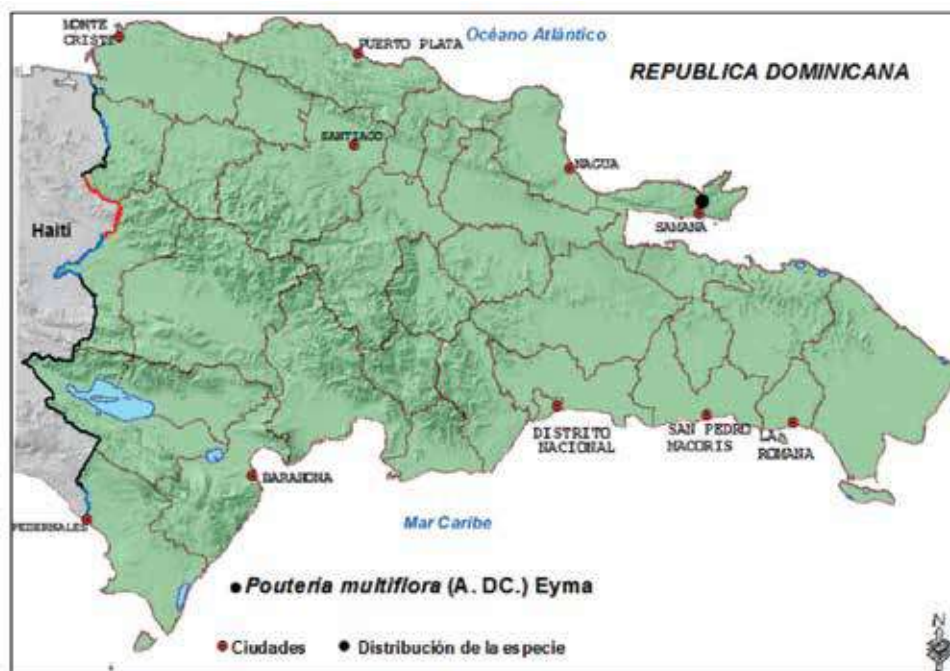 MONTE
CRISTI
PUERTO PLATA
Océano Atlántico
REPUBLICA DOMINICANA
SANTIAGO
NAGUA
SAMANA
Haití
DISTRITO
NACIONAL
SAN PEDRO
MACORIS
LA
ROMANA
BARAHONA
PEDERNALES
Mar Caribe
Pouteria multiflora (A. DC.) Eyma
Ciudades
Distribución de la especie
N